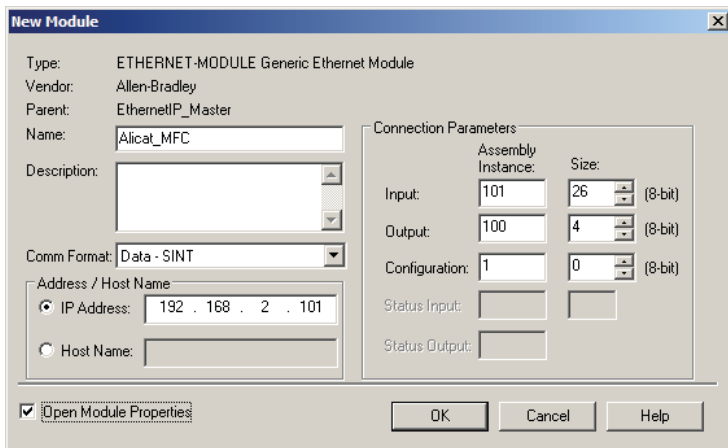 New Module
Type: ETHERNET-MODULE Generic Ethernet Module
Vendor: Allen-Bradley
Parent: EthernetIP_Master
Name: Alicat_MFC
Description:
Comm Format: Data - SINT
Address / Host Name
IP Address: 192 . 168 . 2 . 101
Host Name:
Connection Parameters
Assembly
Instance: Size:
Input: 101 26 (8-bit)
Output: 100 4 (8-bit)
Configuration: 1 0 (8-bit)
Status Input:
Status Output:
Open Module Properties
OK Cancel Help